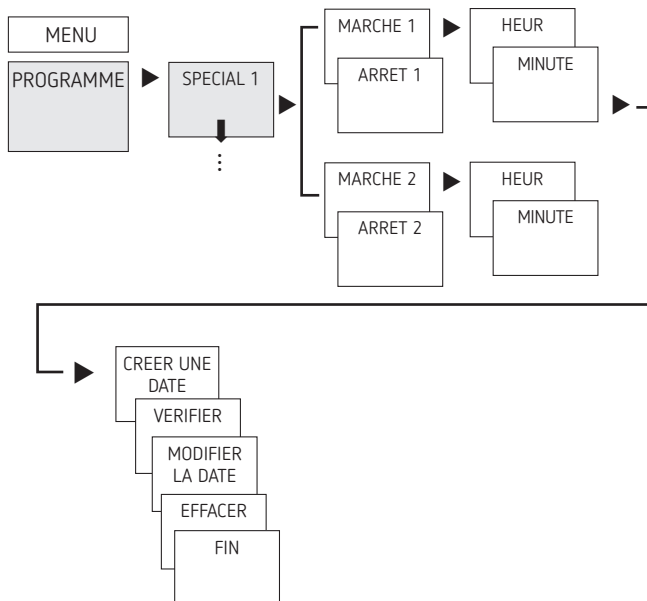 MENU
PROGRAMME
SPECIAL 1
MARCHE 1
ARRET 1
HEUR
MINUTE
MARCHE 2
ARRET 2
HEUR
MINUTE
CREER UNE
DATE
VERIFIER
MODIFIER
LA DATE
EFFACER
FIN